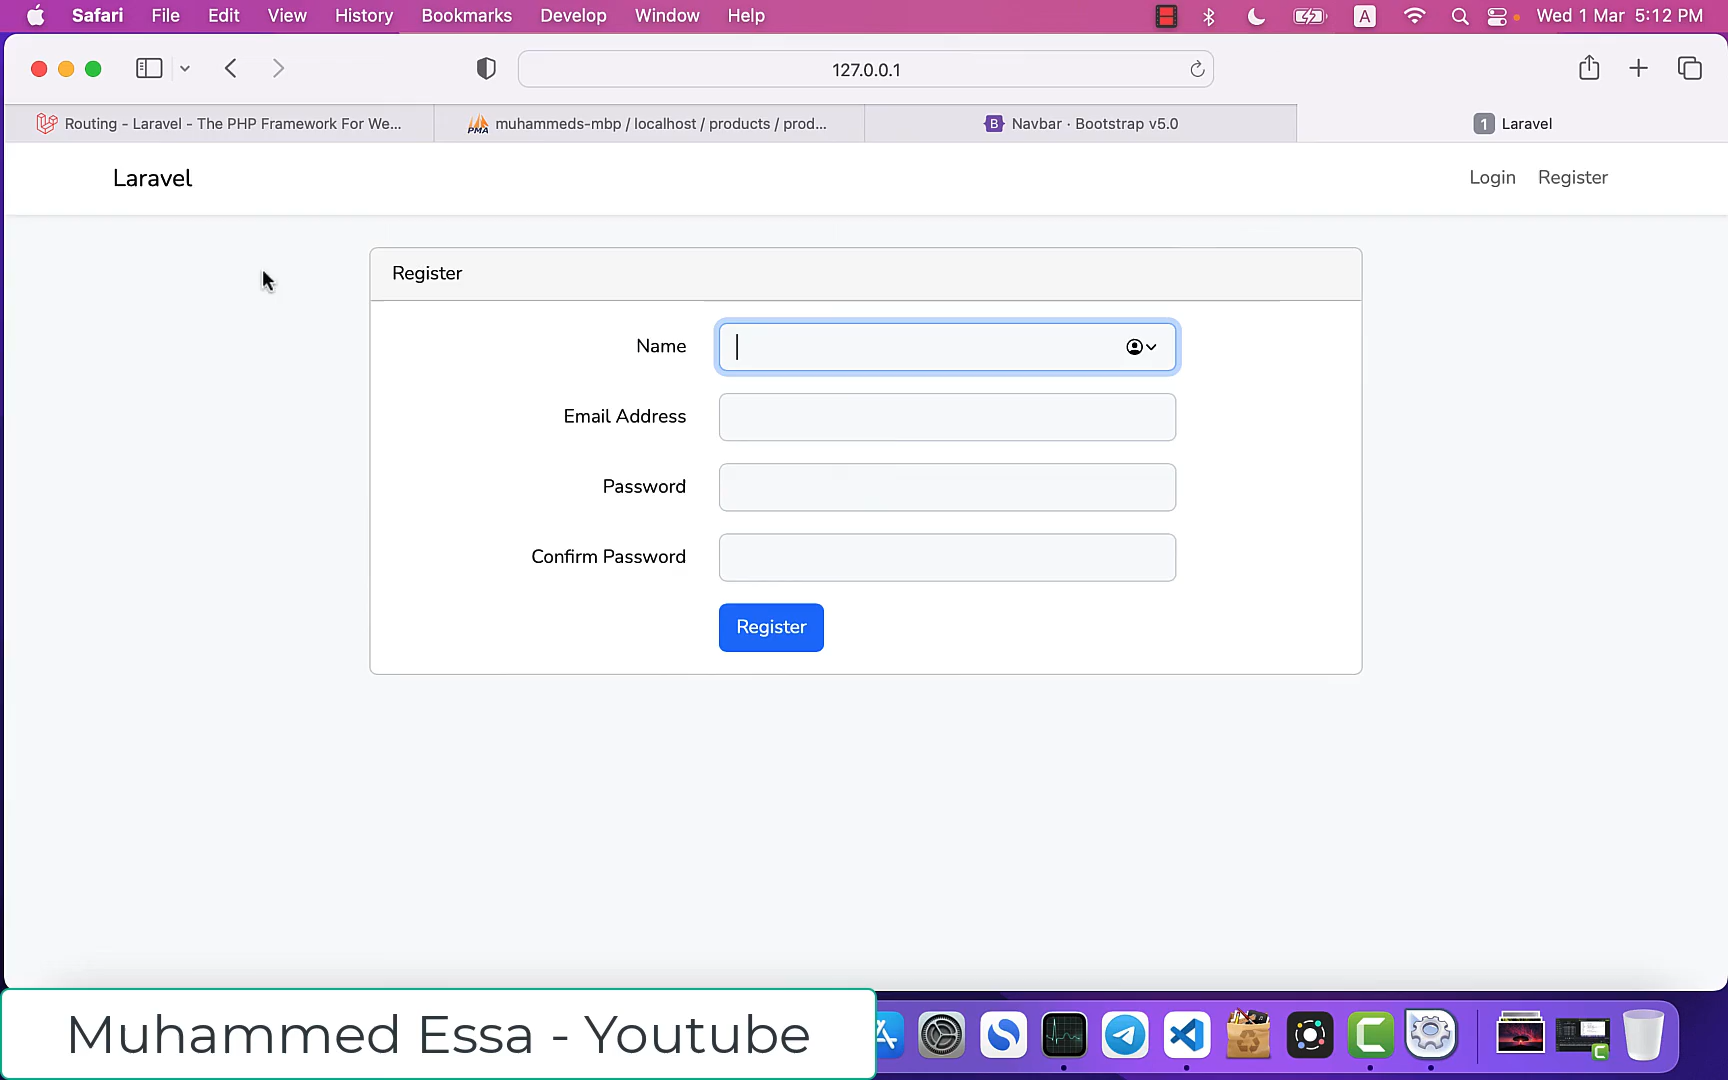 Safari File Edit View History Bookmarks Develop Window Help A Wed 1 Mar 5:12 PM
127.0.0.1
Routing - Laravel - The PHP Framework For We... PMA muhammeds-mbp / localhost / products / prod... B Navbar · Bootstrap v5.0 1 Laravel
Laravel Login Register
Register
Name
Email Address
Password
Confirm Password
Register
Muhammed Essa - Youtube